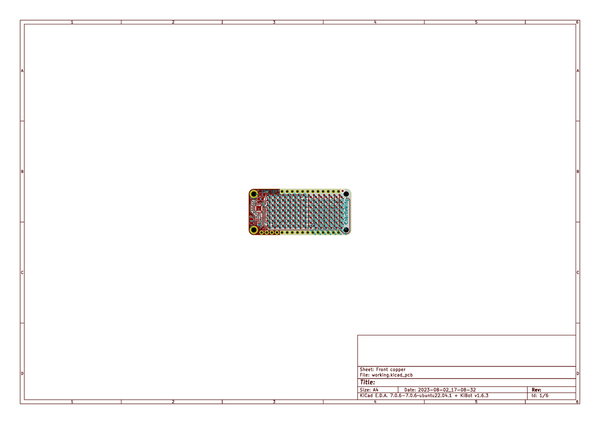 1 2 3 4 5 6
A A
B B
C C
D D
Sheet: Front copper
File: working.kicad_pcb
Title:
Size: A4 Date: 2023-08-02_17-08-32 Rev:
KiCad E.D.A. 7.0.6-7.0.6~ubuntu22.04.1 + KiBot v1.6.3 Id: 1/6
1 2 3 4 5 6